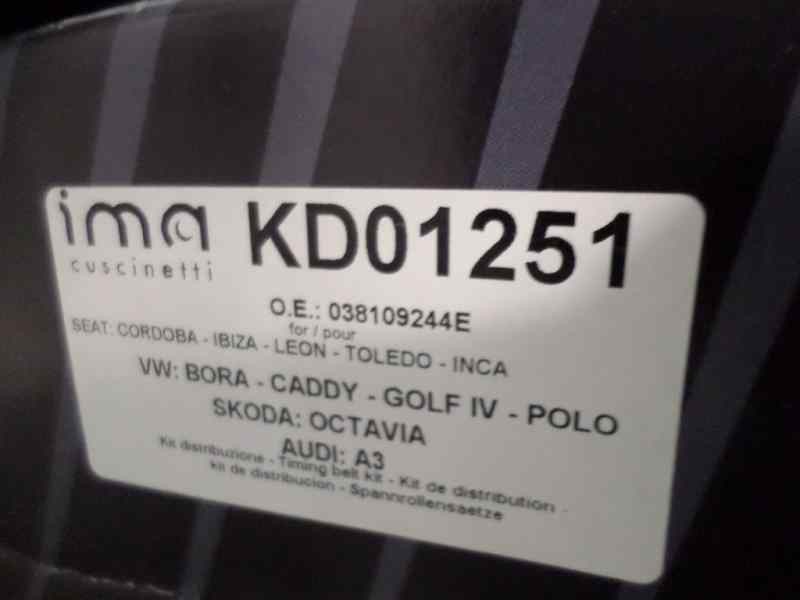 ima KD01251
cuscinetti
O.E.: 038109244E
for / pour
SEAT: CORDOBA - IBIZA - LEON - TOLEDO - INCA
VW: BORA - CADDY - GOLF IV - POLO
SKODA: OCTAVIA
AUDI: A3
Kit distribuzione - Timing belt kit - Kit de distribution -
kit de distribucion - Spannrollensaetze